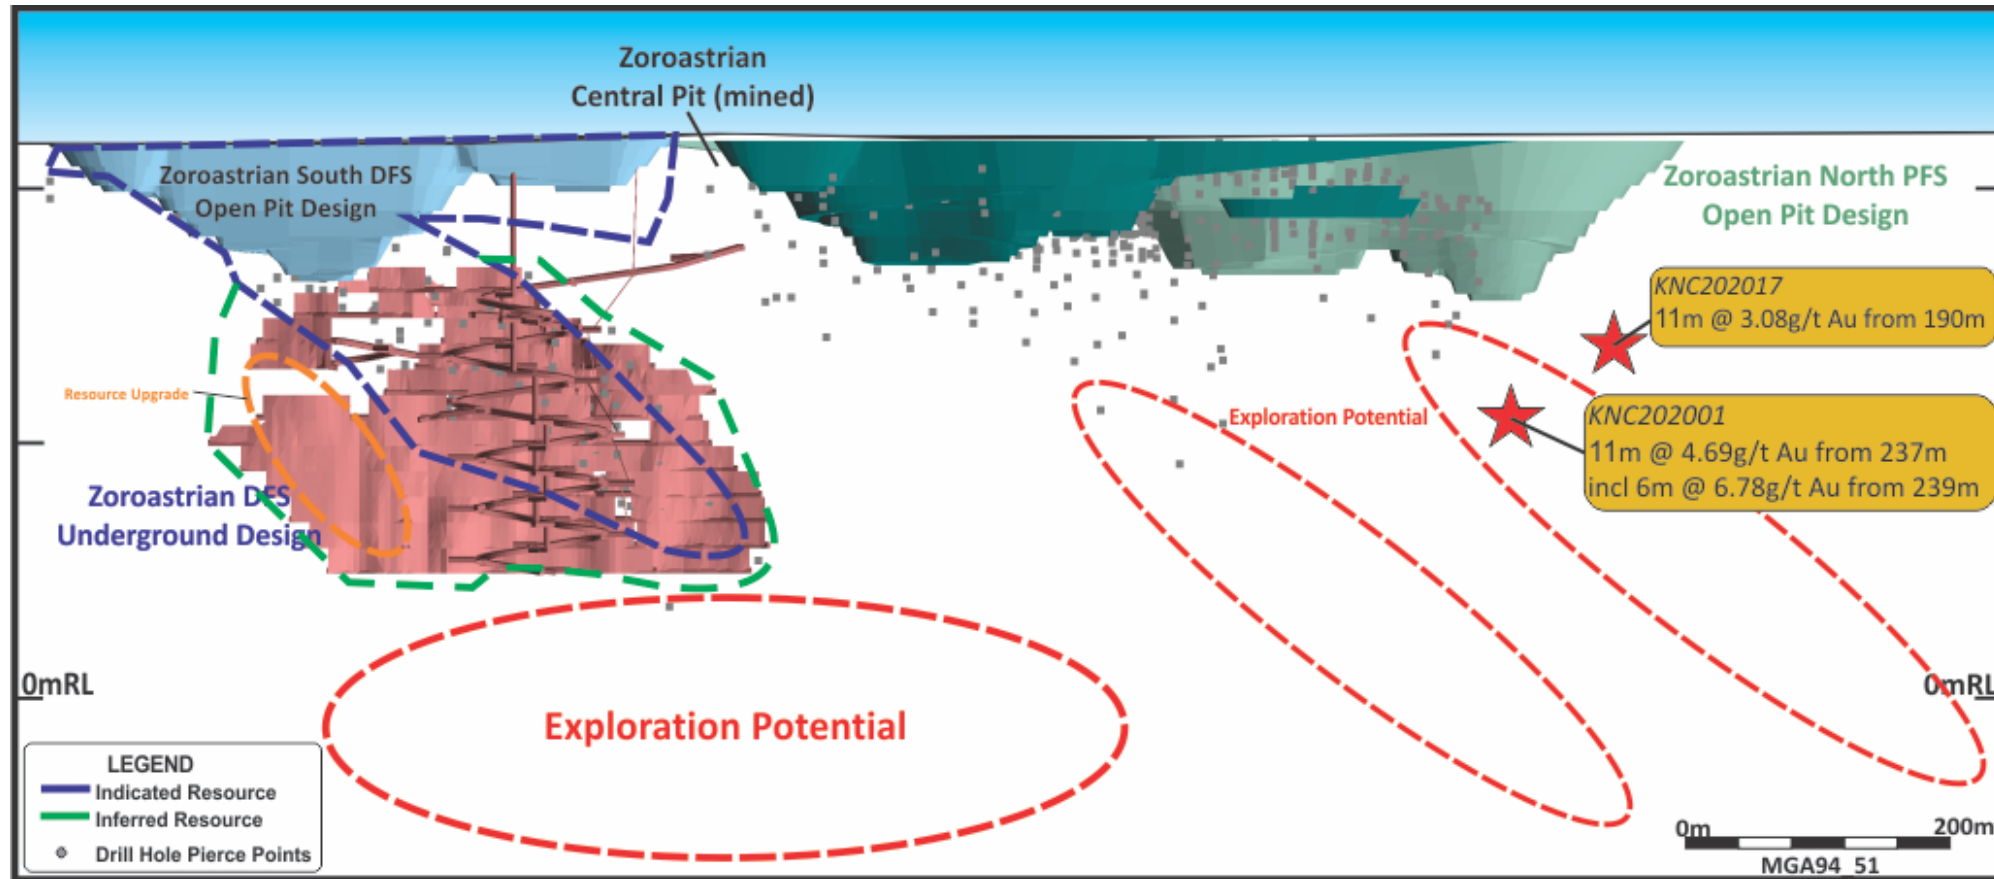 Zoroastrian
Central Pit (mined)
Zoroastrian South DFS
Open Pit Design
Zoroastrian North PFS
Open Pit Design
KNC202017
11m @ 3.08g/t Au from 190m
Resource Upgrade
Exploration Potential
KNC202001
11m @ 4.69g/t Au from 237m
incl 6m @ 6.78g/t Au from 239m
Zoroastrian DFS
Underground Design
0mRL
0mRL
Exploration Potential
LEGEND
Indicated Resource
Inferred Resource
Drill Hole Pierce Points
0m
200m
MGA94_51